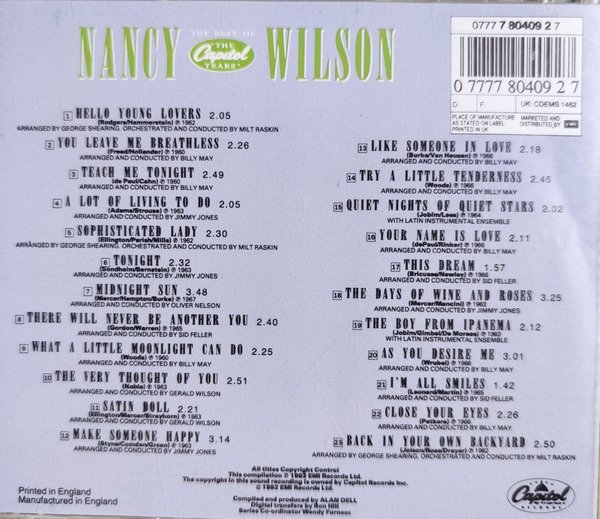 THE BEST OF
NANCY WILSON
"THE
Capitol
YEARS"
0777 7 80409 2 7
0 77777 80409 2 7
D: F UK: CDEMS 1462
PLACE OF MANUFACTURE
AS STATED ON LABEL
PRINTED IN UK
MARKETED AND
DISTRIBUTED BY EMI
1 HELLO YOUNG LOVERS 2.05
(Rodgers/Hammerstein) ℗ 1962
ARRANGED BY GEORGE SHEARING. ORCHESTRATED AND CONDUCTED BY MILT RASKIN
2 YOU LEAVE ME BREATHLESS 2.26
(Freed/Hollander) ℗ 1960
ARRANGED AND CONDUCTED BY BILLY MAY
3 TEACH ME TONIGHT 2.49
(de Paul/Cahn) ℗ 1960
ARRANGED AND CONDUCTED BY BILLY MAY
4 A LOT OF LIVING TO DO 2.05
(Adams/Strouse) ℗ 1963
ARRANGED AND CONDUCTED BY JIMMY JONES
5 SOPHISTICATED LADY 2.30
(Ellington/Parish/Mills) ℗ 1962
ARRANGED BY GEORGE SHEARING. ORCHESTRATED AND CONDUCTED BY MILT RASKIN
6 TONIGHT 2.32
(Sondheim/Bernstein) ℗ 1963
ARRANGED AND CONDUCTED BY JIMMY JONES
7 MIDNIGHT SUN 3.48
(Mercer/Hampton/Burke) ℗ 1967
ARRANGED AND CONDUCTED BY OLIVER NELSON
8 THERE WILL NEVER BE ANOTHER YOU 2.40
(Gordon/Warren) ℗ 1965
ARRANGED AND CONDUCTED BY SID FELLER
9 WHAT A LITTLE MOONLIGHT CAN DO 2.25
(Woods) ℗ 1960
ARRANGED AND CONDUCTED BY BILLY MAY
10 THE VERY THOUGHT OF YOU 2.51
(Noble) ℗ 1963
ARRANGED AND CONDUCTED BY GERALD WILSON
11 SATIN DOLL 2.21
(Ellington/Mercer/Strayhorn) ℗ 1963
ARRANGED AND CONDUCTED BY GERALD WILSON
12 MAKE SOMEONE HAPPY 3.14
(Styne/Comden/Green) ℗ 1963
ARRANGED AND CONDUCTED BY JIMMY JONES
13 LIKE SOMEONE IN LOVE 2.18
(Burke/Van Heusen) ℗ 1966
ARRANGED AND CONDUCTED BY BILLY MAY
14 TRY A LITTLE TENDERNESS 2.45
(Woods) ℗ 1966
ARRANGED AND CONDUCTED BY BILLY MAY
15 QUIET NIGHTS OF QUIET STARS 2.02
(Jobim/Lees) ℗ 1964
WITH LATIN INSTRUMENTAL ENSEMBLE
16 YOUR NAME IS LOVE 2.11
(dePaul/Rinker) ℗ 1966
ARRANGED AND CONDUCTED BY BILLY MAY
17 THIS DREAM 1.57
(Bricusse/Newley) ℗ 1966
ARRANGED AND CONDUCTED BY SID FELLER
18 THE DAYS OF WINE AND ROSES 3.25
(Mercer/Mancini) ℗ 1963
ARRANGED AND CONDUCTED BY JIMMY JONES
19 THE BOY FROM IPANEMA 2.12
(Jobim/Gimbel/De Moraes) ℗ 1963
WITH LATIN INSTRUMENTAL ENSEMBLE
20 AS YOU DESIRE ME 3.01
(Wrubal) ℗ 1966
ARRANGED AND CONDUCTED BY BILLY MAY
21 I'M ALL SMILES 1.42
(Leonard/Martin) ℗ 1965
ARRANGED AND CONDUCTED BY SID FELLER
22 CLOSE YOUR EYES 2.26
(Petkere) ℗ 1966
ARRANGED AND CONDUCTED BY BILLY MAY
23 BACK IN YOUR OWN BACKYARD 2.50
(Jolson/Rose/Dreyer) ℗ 1962
ARRANGED BY GEORGE SHEARING. ORCHESTRATED AND CONDUCTED BY MILT RASKIN
All titles Copyright Control
This compilation ℗ 1992 EMI Records Ltd.
The copyright in this sound recording is owned by Capitol Records Inc.
© 1992 EMI Records Ltd.
Compiled and produced by ALAN DELL
Digital transfers by Ron Hill
Series Co-ordinator Wendy Furness
Printed in England
Manufactured in England
Capitol
RECORDS